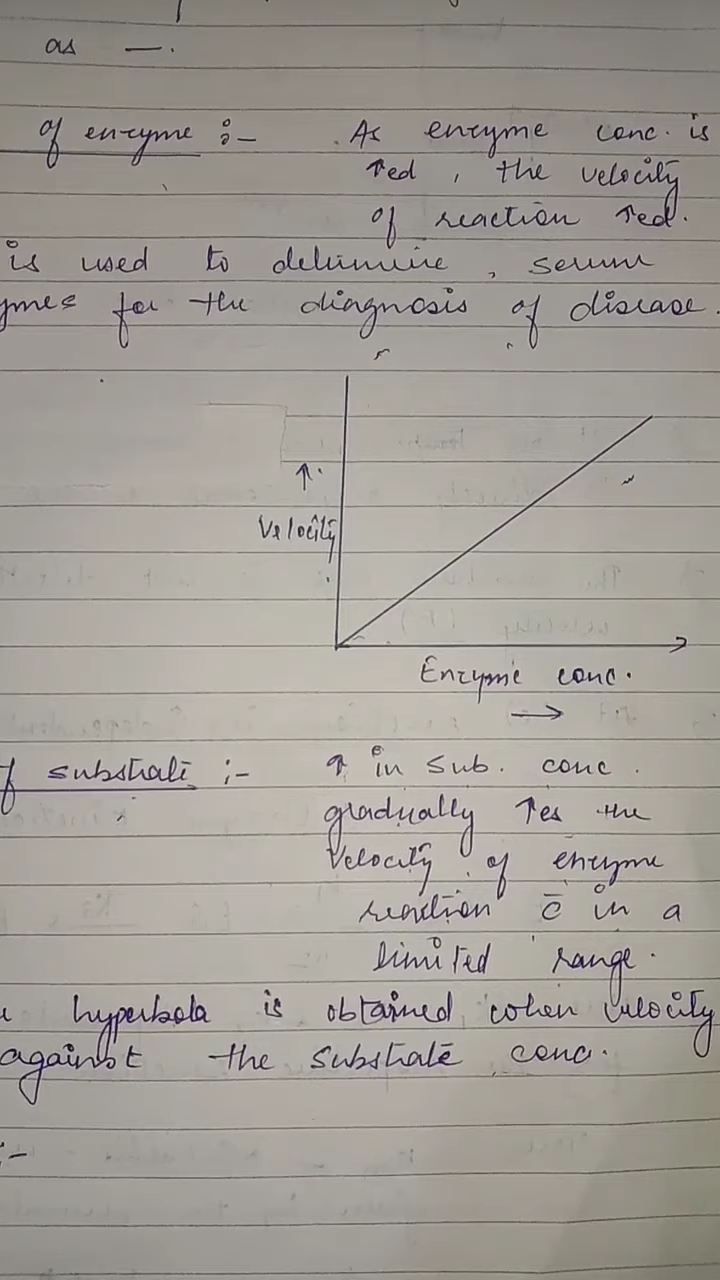 as —.
of enzyme :- As enzyme conc. is
↑ed , the velocity
of reaction ↑ed.
is used to determine , serum
ymes for the diagnosis of disease.
↑
Velocity
Enzyme conc.
→
f substrate :- ↑ in sub. conc.
gradually ↑es the
velocity of enzyme
reaction c̄ in a
limited range.
hyperbola is obtained when velocity
against the substrate conc.
:-